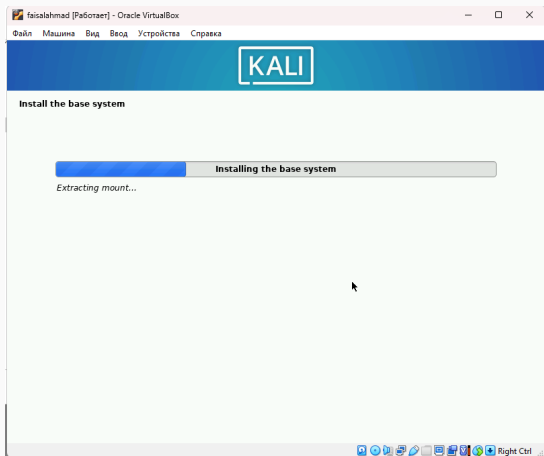 faisalahmad [Работает] - Oracle VirtualBox
Файл Машина Вид Ввод Устройства Справка
KALI
Install the base system
Installing the base system
Extracting mount...
Right Ctrl